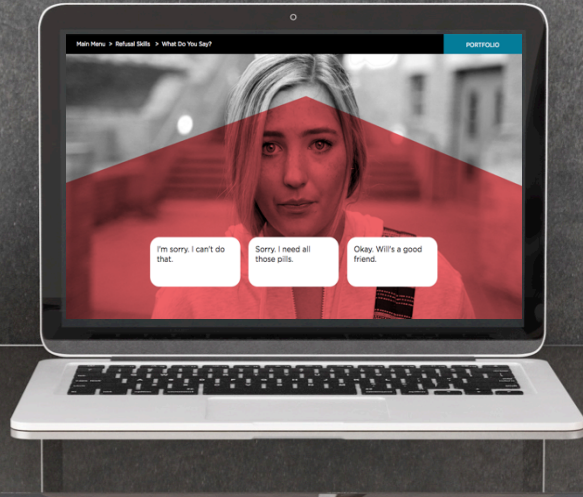 Main Menu > Refusal Skills > What Do You Say?
PORTFOLIO
I'm sorry. I can't do
that.
Sorry. I need all
those pills.
Okay. Will's a good
friend.